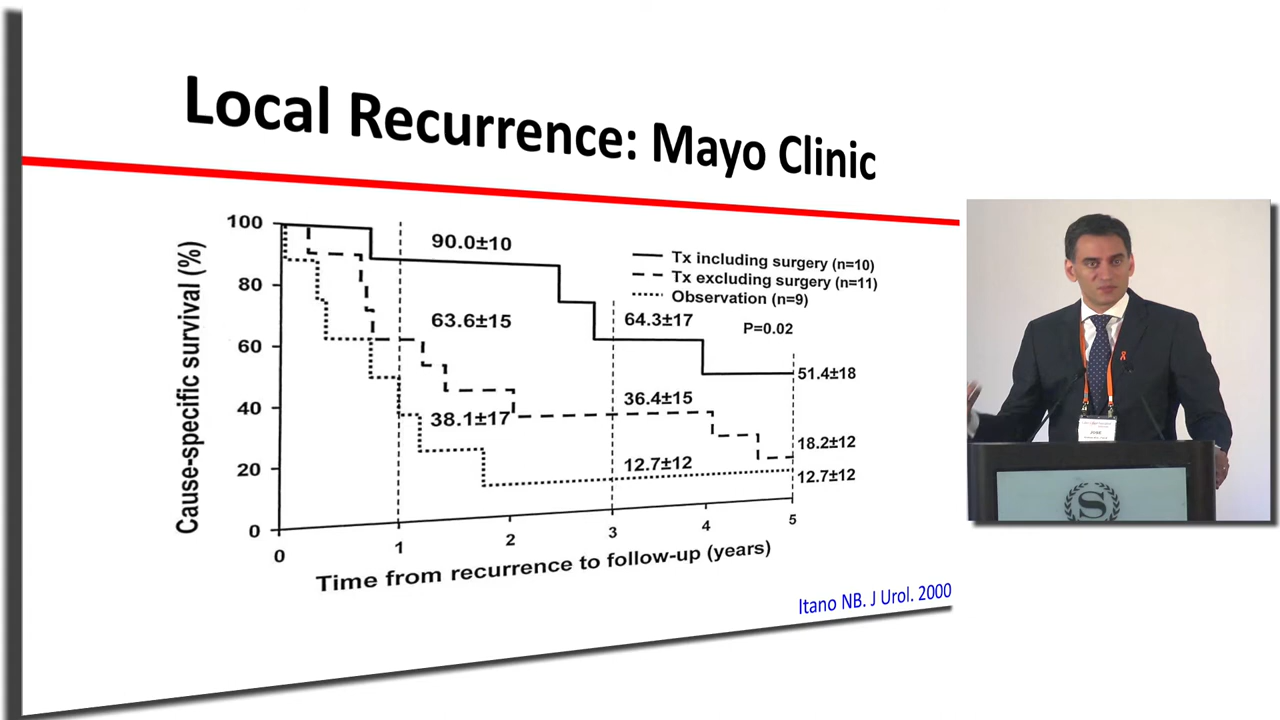 Local Recurrence: Mayo Clinic
Cause-specific survival (%)
100
80
60
40
20
0
90.0±10
63.6±15
38.1±17
Tx including surgery (n=10)
Tx excluding surgery (n=11)
Observation (n=9)
64.3±17
P=0.02
36.4±15
12.7±12
51.4±18
18.2±12
12.7±12
0
1
2
3
4
5
Time from recurrence to follow-up (years)
Itano NB. J Urol. 2000
JOSE
S